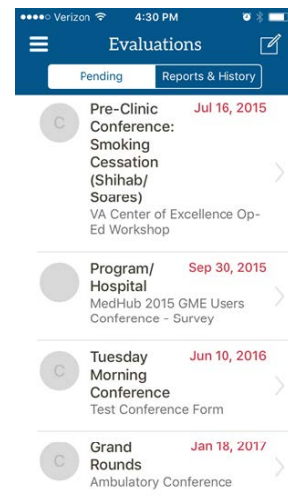 Verizon 4:30 PM
Evaluations
Pending Reports & History
C Pre-Clinic Jul 16, 2015
Conference:
Smoking
Cessation
(Shihab/
Soares)
VA Center of Excellence Op-
Ed Workshop
Program/ Sep 30, 2015
Hospital
MedHub 2015 GME Users
Conference - Survey
C Tuesday Jun 10, 2016
Morning
Conference
Test Conference Form
C Grand Jan 18, 2017
Rounds
Ambulatory Conference